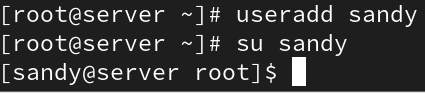 [root@server ~]# useradd sandy
[root@server ~]# su sandy
[sandy@server root]$